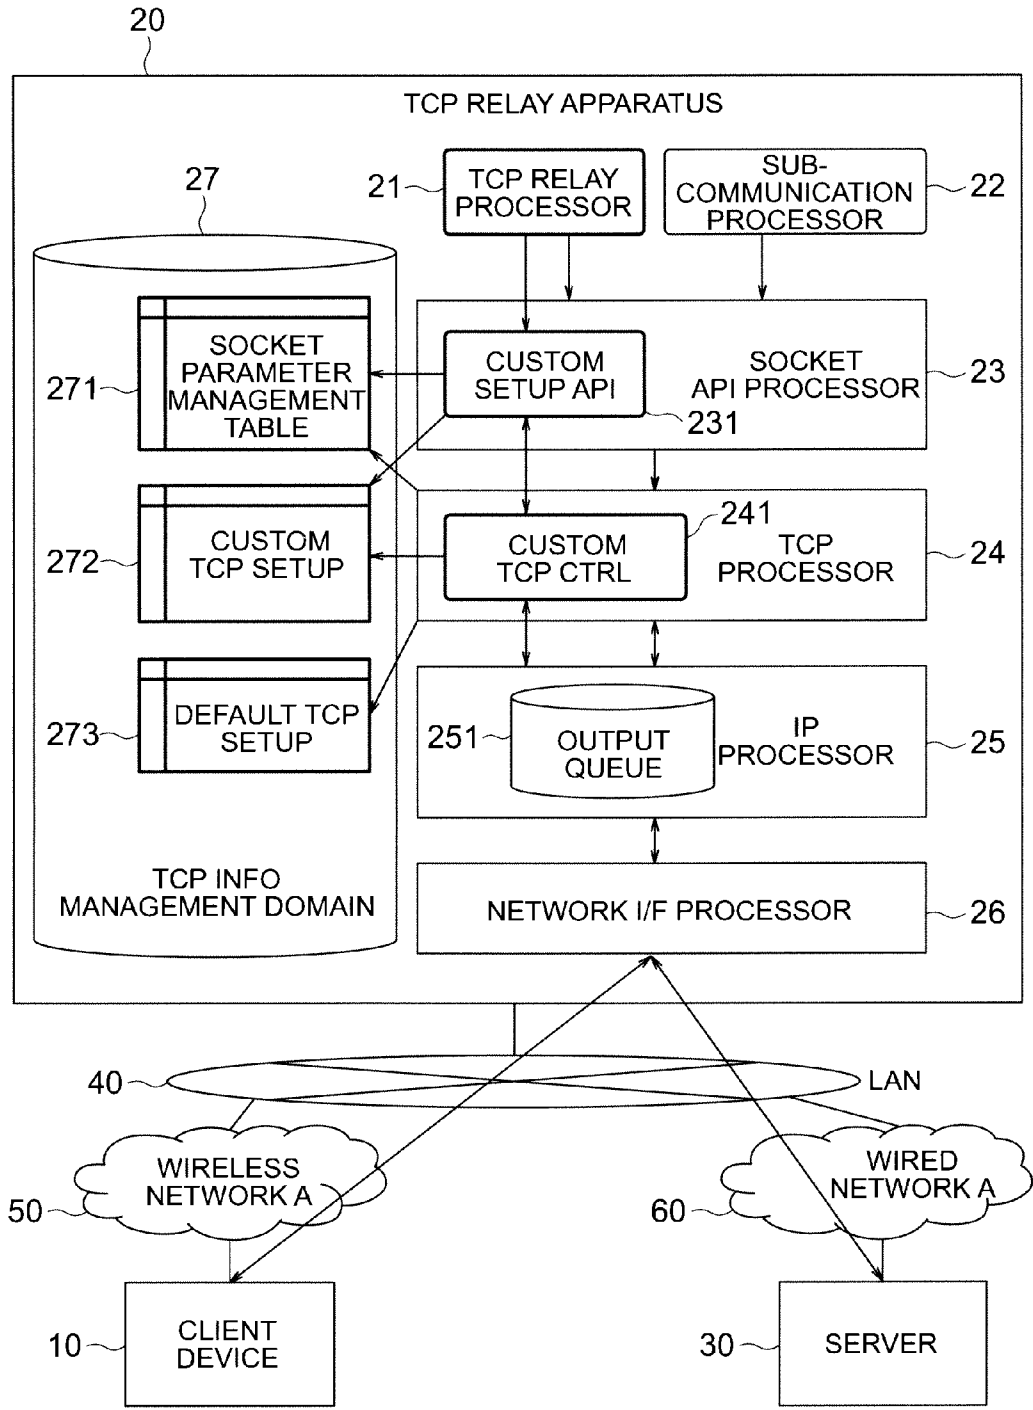 20
TCP RELAY APPARATUS
27
21
TCP RELAY
PROCESSOR
SUB-
COMMUNICATION
PROCESSOR
22
271
SOCKET
PARAMETER
MANAGEMENT
TABLE
CUSTOM
SETUP API
231
SOCKET
API PROCESSOR
23
272
CUSTOM
TCP SETUP
241
CUSTOM
TCP CTRL
TCP
PROCESSOR
24
273
DEFAULT TCP
SETUP
251
OUTPUT
QUEUE
IP
PROCESSOR
25
TCP INFO
MANAGEMENT DOMAIN
NETWORK I/F PROCESSOR
26
40
LAN
WIRELESS
NETWORK A
50
WIRED
NETWORK A
60
10
CLIENT
DEVICE
30
SERVER